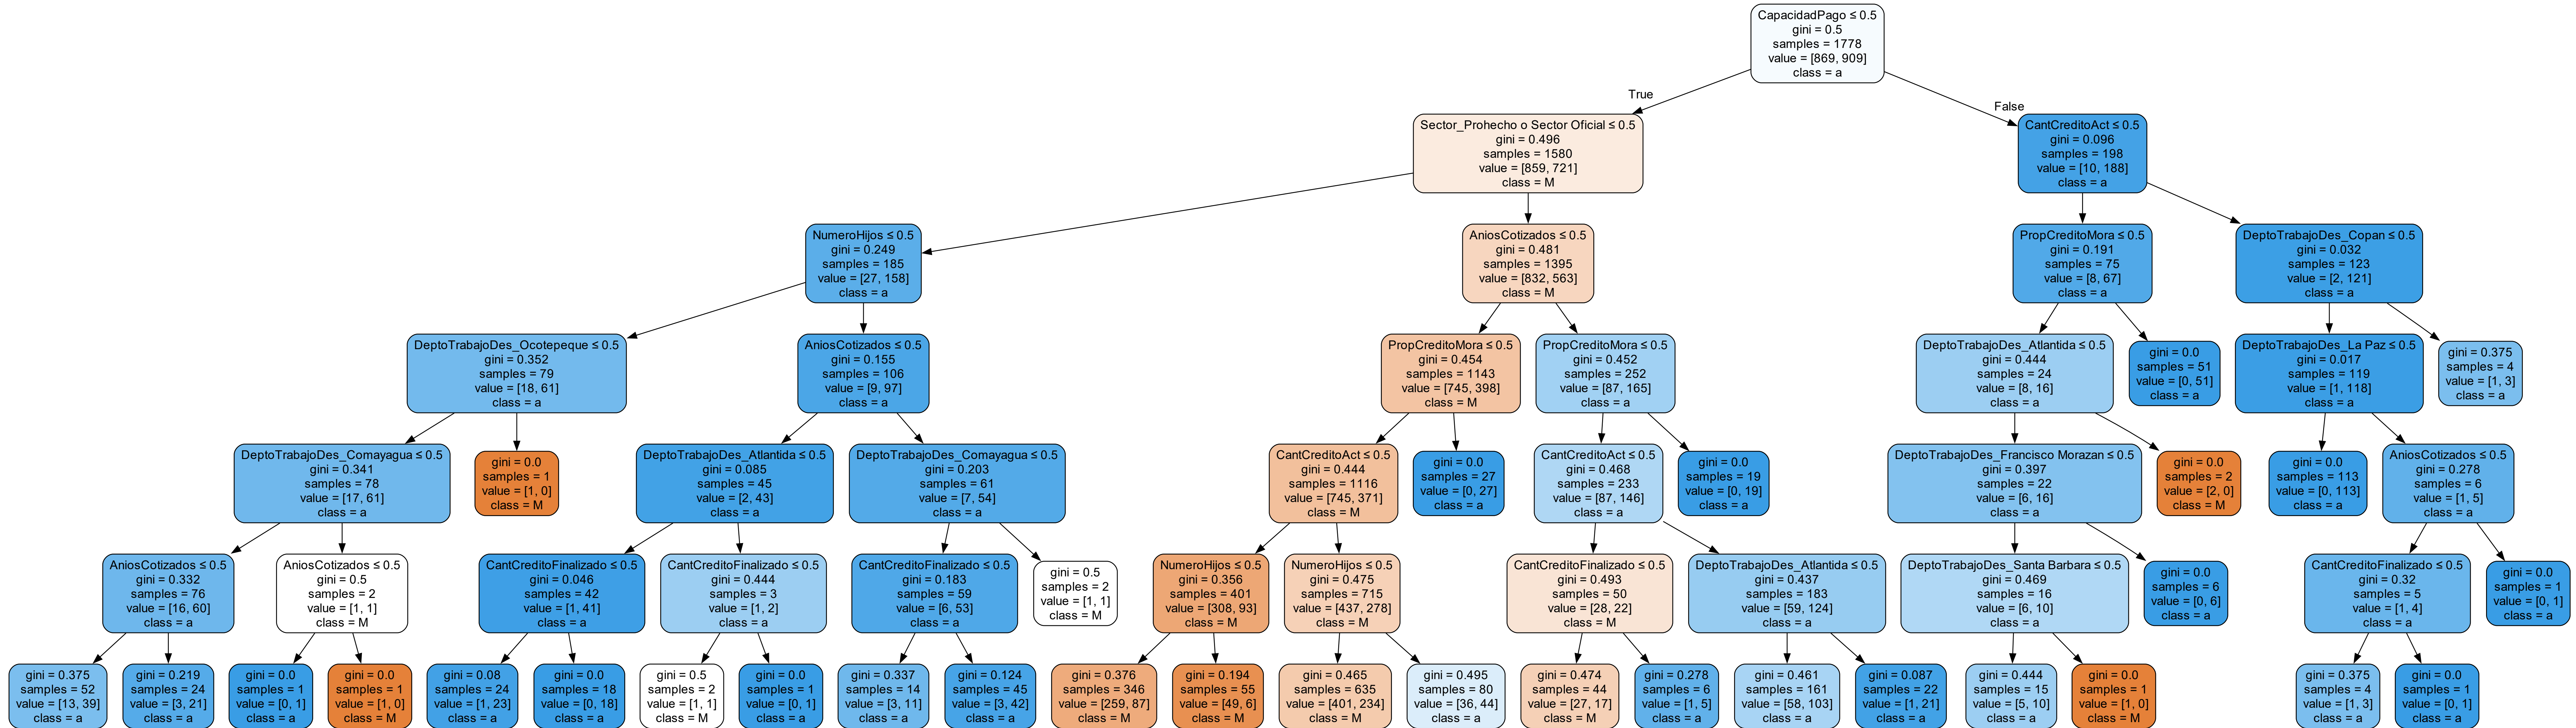 CapacidadPago ≤ 0.5
gini = 0.5
samples = 1778
value = [869, 909]
class = a
True
False
Sector_Prohecho o Sector Oficial ≤ 0.5
gini = 0.496
samples = 1580
value = [859, 721]
class = M
CantCreditoAct ≤ 0.5
gini = 0.096
samples = 198
value = [10, 188]
class = a
NumeroHijos ≤ 0.5
gini = 0.249
samples = 185
value = [27, 158]
class = a
AniosCotizados ≤ 0.5
gini = 0.481
samples = 1395
value = [832, 563]
class = M
PropCreditoMora ≤ 0.5
gini = 0.191
samples = 75
value = [8, 67]
class = a
DeptoTrabajoDes_Copan ≤ 0.5
gini = 0.032
samples = 123
value = [2, 121]
class = a
DeptoTrabajoDes_Ocotepeque ≤ 0.5
gini = 0.352
samples = 79
value = [18, 61]
class = a
AniosCotizados ≤ 0.5
gini = 0.155
samples = 106
value = [9, 97]
class = a
PropCreditoMora ≤ 0.5
gini = 0.454
samples = 1143
value = [745, 398]
class = M
PropCreditoMora ≤ 0.5
gini = 0.452
samples = 252
value = [87, 165]
class = a
DeptoTrabajoDes_Atlantida ≤ 0.5
gini = 0.444
samples = 24
value = [8, 16]
class = a
gini = 0.0
samples = 51
value = [0, 51]
class = a
DeptoTrabajoDes_La Paz ≤ 0.5
gini = 0.017
samples = 119
value = [1, 118]
class = a
gini = 0.375
samples = 4
value = [1, 3]
class = a
DeptoTrabajoDes_Comayagua ≤ 0.5
gini = 0.341
samples = 78
value = [17, 61]
class = a
gini = 0.0
samples = 1
value = [1, 0]
class = M
DeptoTrabajoDes_Atlantida ≤ 0.5
gini = 0.085
samples = 45
value = [2, 43]
class = a
DeptoTrabajoDes_Comayagua ≤ 0.5
gini = 0.203
samples = 61
value = [7, 54]
class = a
CantCreditoAct ≤ 0.5
gini = 0.444
samples = 1116
value = [745, 371]
class = M
gini = 0.0
samples = 27
value = [0, 27]
class = a
CantCreditoAct ≤ 0.5
gini = 0.468
samples = 233
value = [87, 146]
class = a
gini = 0.0
samples = 19
value = [0, 19]
class = a
DeptoTrabajoDes_Francisco Morazan ≤ 0.5
gini = 0.397
samples = 22
value = [6, 16]
class = a
gini = 0.0
samples = 2
value = [2, 0]
class = M
gini = 0.0
samples = 113
value = [0, 113]
class = a
AniosCotizados ≤ 0.5
gini = 0.278
samples = 6
value = [1, 5]
class = a
AniosCotizados ≤ 0.5
gini = 0.332
samples = 76
value = [16, 60]
class = a
AniosCotizados ≤ 0.5
gini = 0.5
samples = 2
value = [1, 1]
class = M
CantCreditoFinalizado ≤ 0.5
gini = 0.046
samples = 42
value = [1, 41]
class = a
CantCreditoFinalizado ≤ 0.5
gini = 0.444
samples = 3
value = [1, 2]
class = a
CantCreditoFinalizado ≤ 0.5
gini = 0.183
samples = 59
value = [6, 53]
class = a
gini = 0.5
samples = 2
value = [1, 1]
class = M
NumeroHijos ≤ 0.5
gini = 0.356
samples = 401
value = [308, 93]
class = M
NumeroHijos ≤ 0.5
gini = 0.475
samples = 715
value = [437, 278]
class = M
CantCreditoFinalizado ≤ 0.5
gini = 0.493
samples = 50
value = [28, 22]
class = M
DeptoTrabajoDes_Atlantida ≤ 0.5
gini = 0.437
samples = 183
value = [59, 124]
class = a
DeptoTrabajoDes_Santa Barbara ≤ 0.5
gini = 0.469
samples = 16
value = [6, 10]
class = a
gini = 0.0
samples = 6
value = [0, 6]
class = a
CantCreditoFinalizado ≤ 0.5
gini = 0.32
samples = 5
value = [1, 4]
class = a
gini = 0.0
samples = 1
value = [0, 1]
class = a
gini = 0.375
samples = 52
value = [13, 39]
class = a
gini = 0.219
samples = 24
value = [3, 21]
class = a
gini = 0.0
samples = 1
value = [0, 1]
class = a
gini = 0.0
samples = 1
value = [1, 0]
class = M
gini = 0.08
samples = 24
value = [1, 23]
class = a
gini = 0.0
samples = 18
value = [0, 18]
class = a
gini = 0.5
samples = 2
value = [1, 1]
class = M
gini = 0.0
samples = 1
value = [0, 1]
class = a
gini = 0.337
samples = 14
value = [3, 11]
class = a
gini = 0.124
samples = 45
value = [3, 42]
class = a
gini = 0.376
samples = 346
value = [259, 87]
class = M
gini = 0.194
samples = 55
value = [49, 6]
class = M
gini = 0.465
samples = 635
value = [401, 234]
class = M
gini = 0.495
samples = 80
value = [36, 44]
class = a
gini = 0.474
samples = 44
value = [27, 17]
class = M
gini = 0.278
samples = 6
value = [1, 5]
class = a
gini = 0.461
samples = 161
value = [58, 103]
class = a
gini = 0.087
samples = 22
value = [1, 21]
class = a
gini = 0.444
samples = 15
value = [5, 10]
class = a
gini = 0.0
samples = 1
value = [1, 0]
class = M
gini = 0.375
samples = 4
value = [1, 3]
class = a
gini = 0.0
samples = 1
value = [0, 1]
class = a